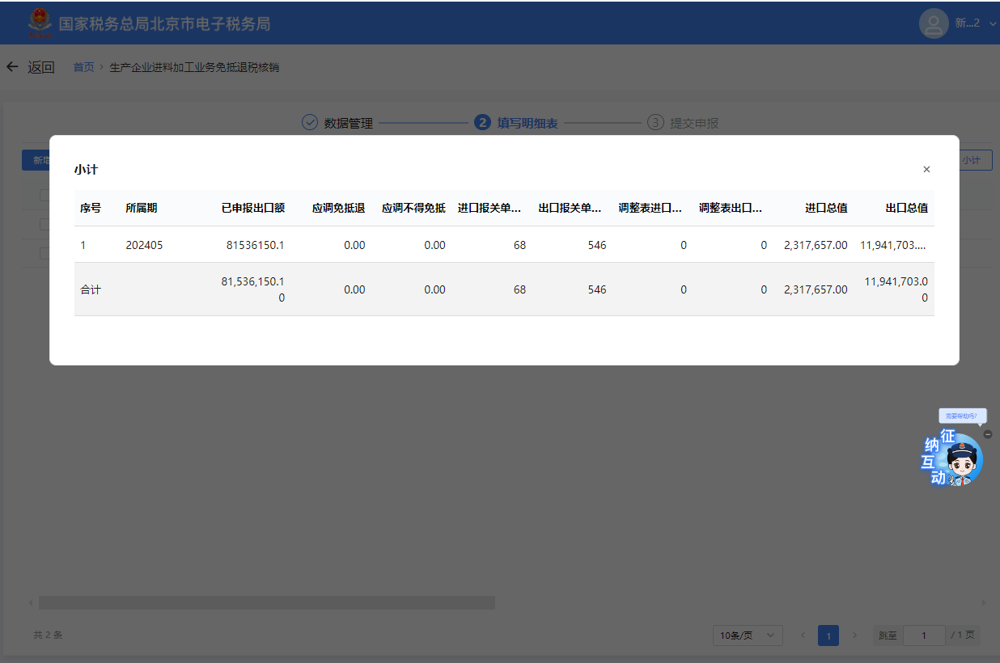 国家税务总局北京市电子税务局
新...2
返回
首页 > 生产企业进料加工业务免抵退税核销
数据管理
2 填写明细表
3 提交申报
新增
小计
小计
×
序号 所属期 已申报出口额 应调免抵退 应调不得免抵 进口报关单... 出口报关单... 调整表进口... 调整表出口... 进口总值 出口总值
1 202405 81536150.1 0.00 0.00 68 546 0 0 2,317,657.00 11,941,703....
合计 81,536,150.10 0.00 0.00 68 546 0 0 2,317,657.00 11,941,703.00
需要帮助吗?
征纳互动
共 2 条
10条/页
1
跳至 1 / 1 页